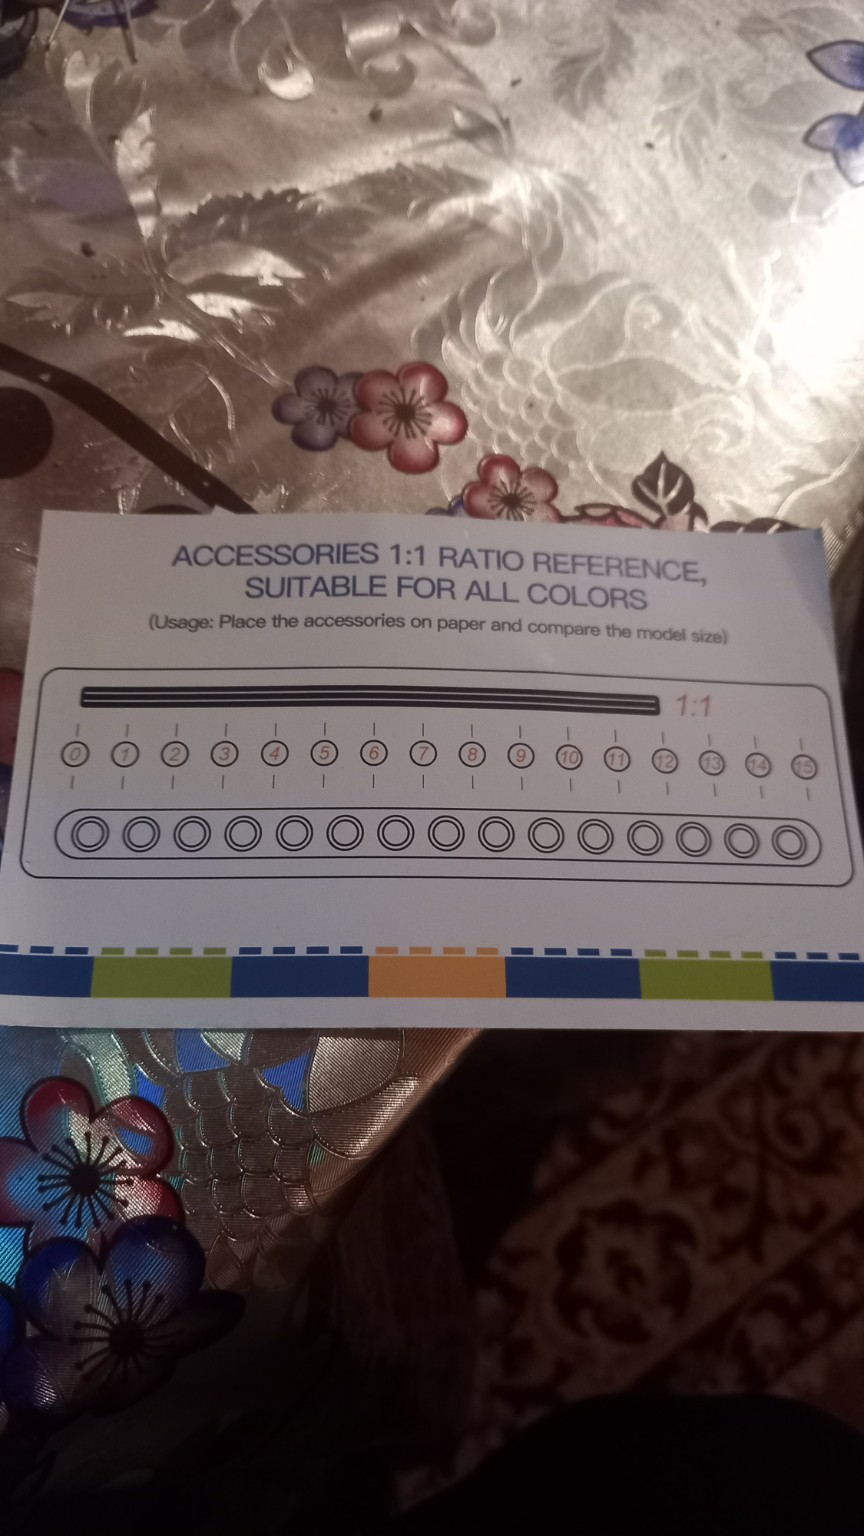 ACCESSORIES 1:1 RATIO REFERENCE,
SUITABLE FOR ALL COLORS
(Usage: Place the accessories on paper and compare the model size)
1:1
0 1 2 3 4 5 6 7 8 9 10 11 12 13 14 15